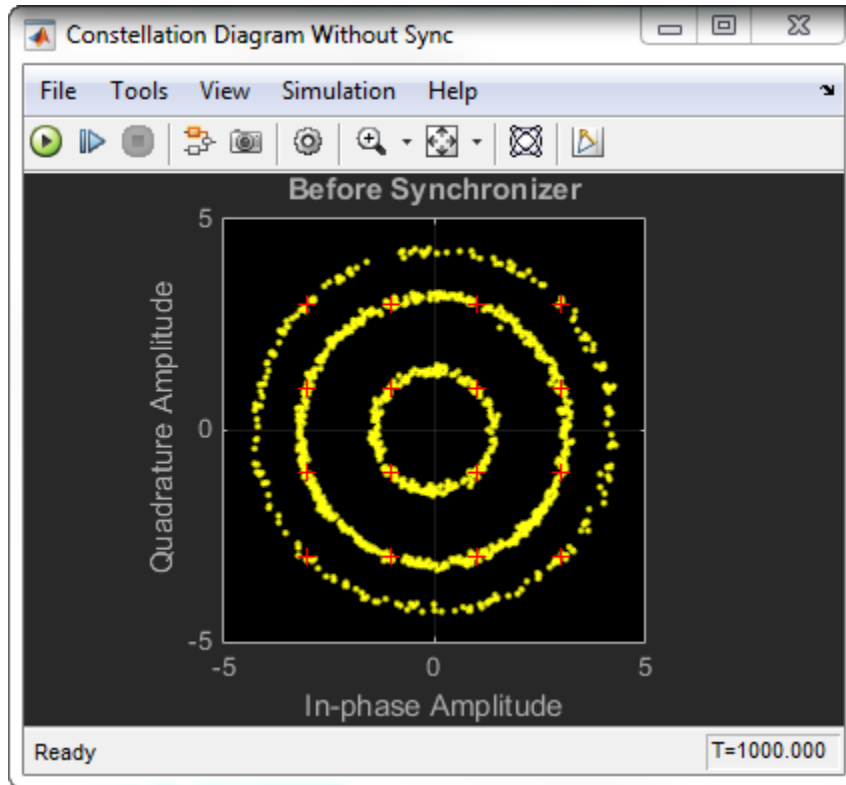 Constellation Diagram Without Sync
File Tools View Simulation Help
Before Synchronizer
5
0
-5
Quadrature Amplitude
-5 0 5
In-phase Amplitude
Ready T=1000.000